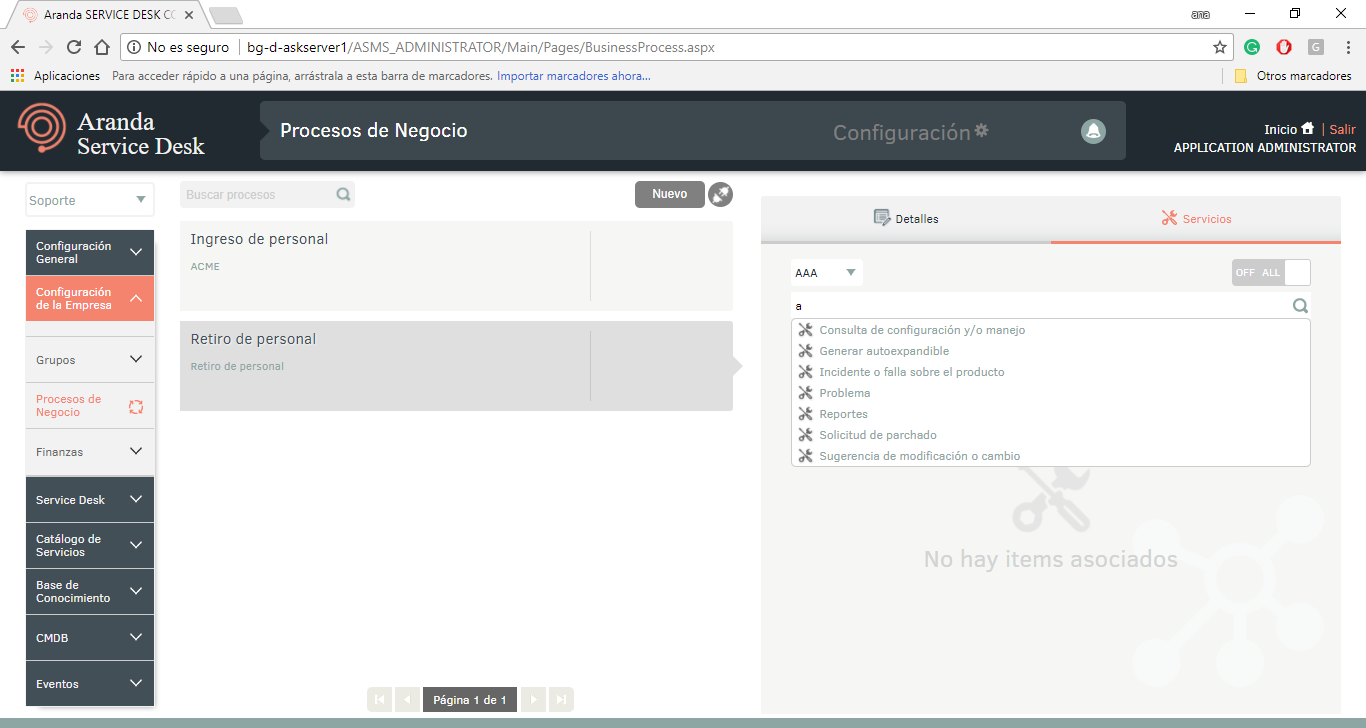 Aranda SERVICE DESK CO
ana
No es seguro
bg-d-askserver1/ASMS_ADMINISTRATOR/Main/Pages/BusinessProcess.aspx
Aplicaciones
Para acceder rápido a una página, arrástrala a esta barra de marcadores. Importar marcadores ahora...
Otros marcadores
Aranda
Service Desk
Procesos de Negocio
Configuración
Inicio | Salir
APPLICATION ADMINISTRATOR
Soporte
Configuración
General
Configuración
de la Empresa
Grupos
Procesos de
Negocio
Finanzas
Service Desk
Catálogo de
Servicios
Base de
Conocimiento
CMDB
Eventos
Buscar procesos
Nuevo
Ingreso de personal
ACME
Retiro de personal
Retiro de personal
Página 1 de 1
Detalles
Servicios
AAA
OFF ALL
a
Consulta de configuración y/o manejo
Generar autoexpandible
Incidente o falla sobre el producto
Problema
Reportes
Solicitud de parchado
Sugerencia de modificación o cambio
No hay items asociados